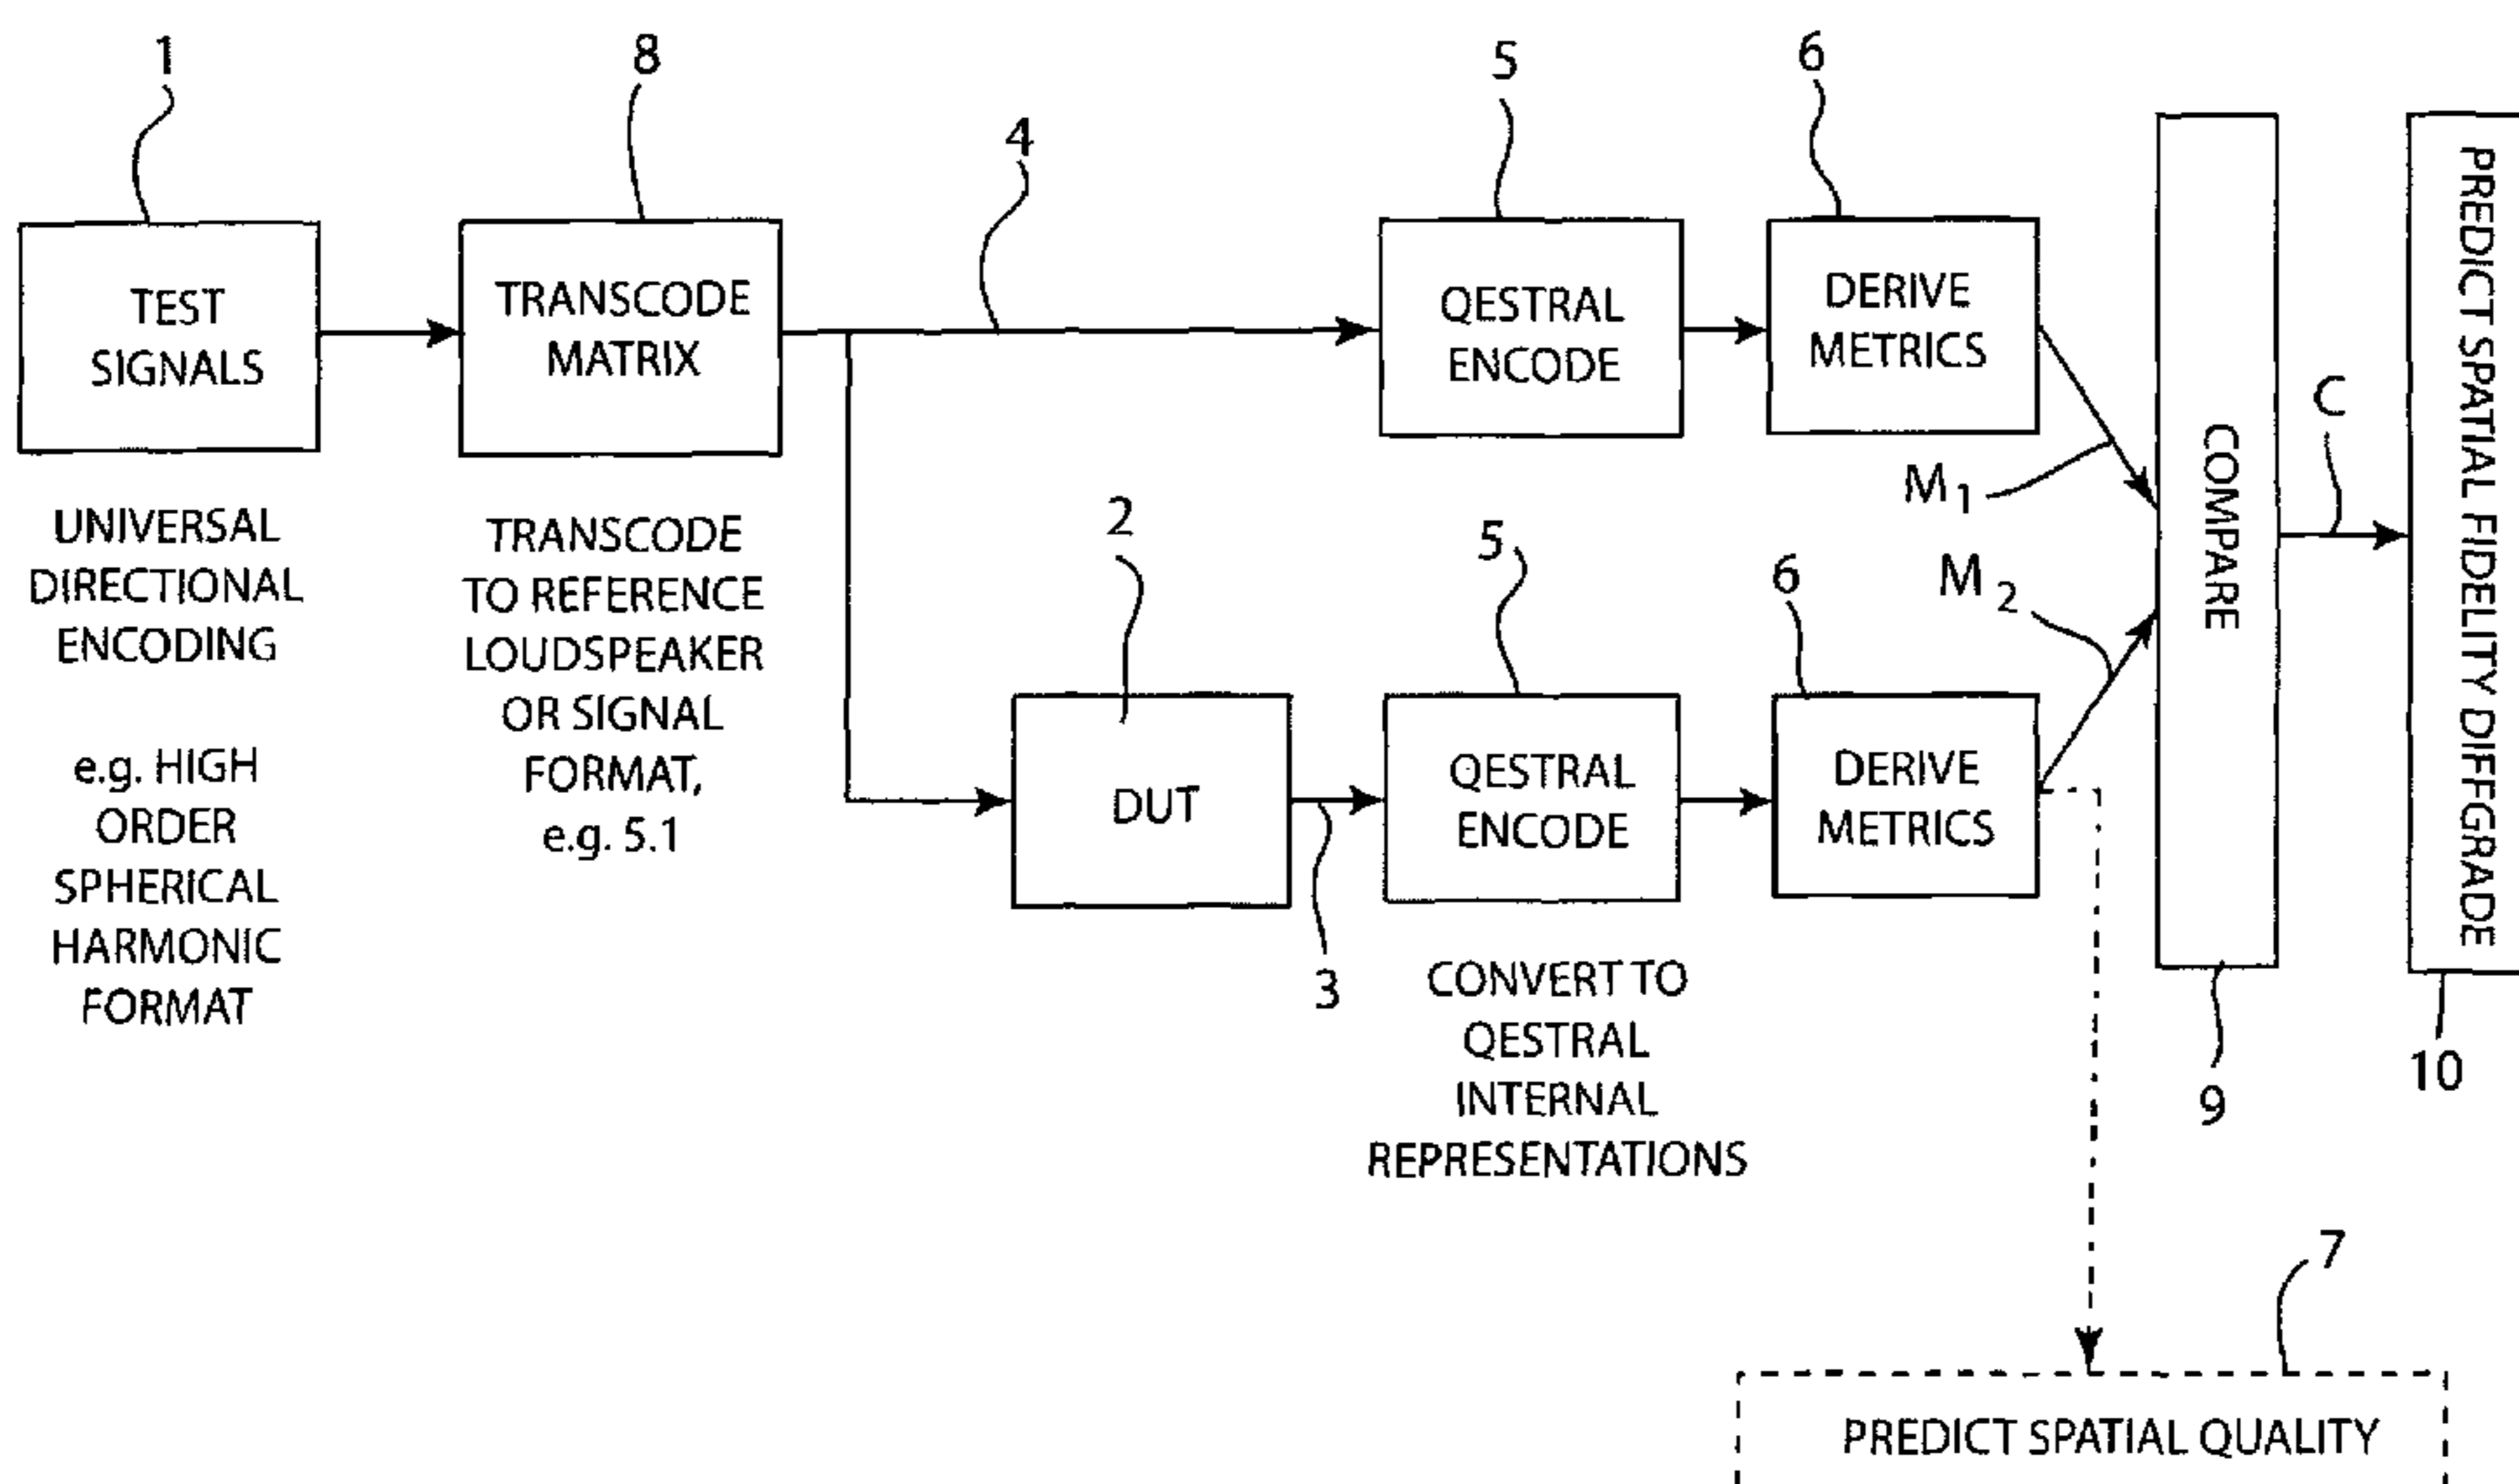 1
8
4
5
6
TEST
SIGNALS
TRANSCODE
MATRIX
QESTRAL
ENCODE
DERIVE
METRICS
M1
M2
COMPARE
C
PREDICT SPATIAL FIDELITY DIFFGRADE
UNIVERSAL
DIRECTIONAL
ENCODING
e.g. HIGH
ORDER
SPHERICAL
HARMONIC
FORMAT
TRANSCODE
TO REFERENCE
LOUDSPEAKER
OR SIGNAL
FORMAT,
e.g. 5.1
2
5
6
DUT
3
QESTRAL
ENCODE
DERIVE
METRICS
CONVERT TO
QESTRAL
INTERNAL
REPRESENTATIONS
9
10
7
PREDICT SPATIAL QUALITY